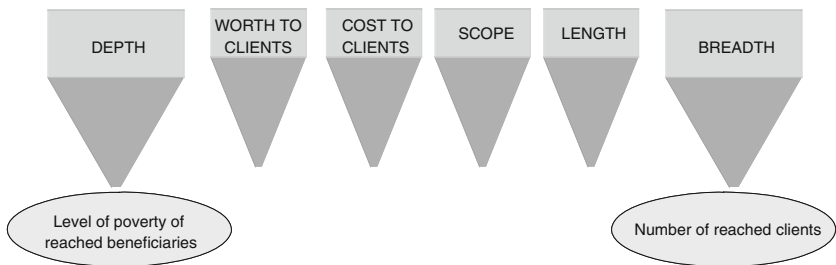 DEPTH
WORTH TO
CLIENTS
COST TO
CLIENTS
SCOPE
LENGTH
BREADTH
Level of poverty of
reached beneficiaries
Number of reached clients